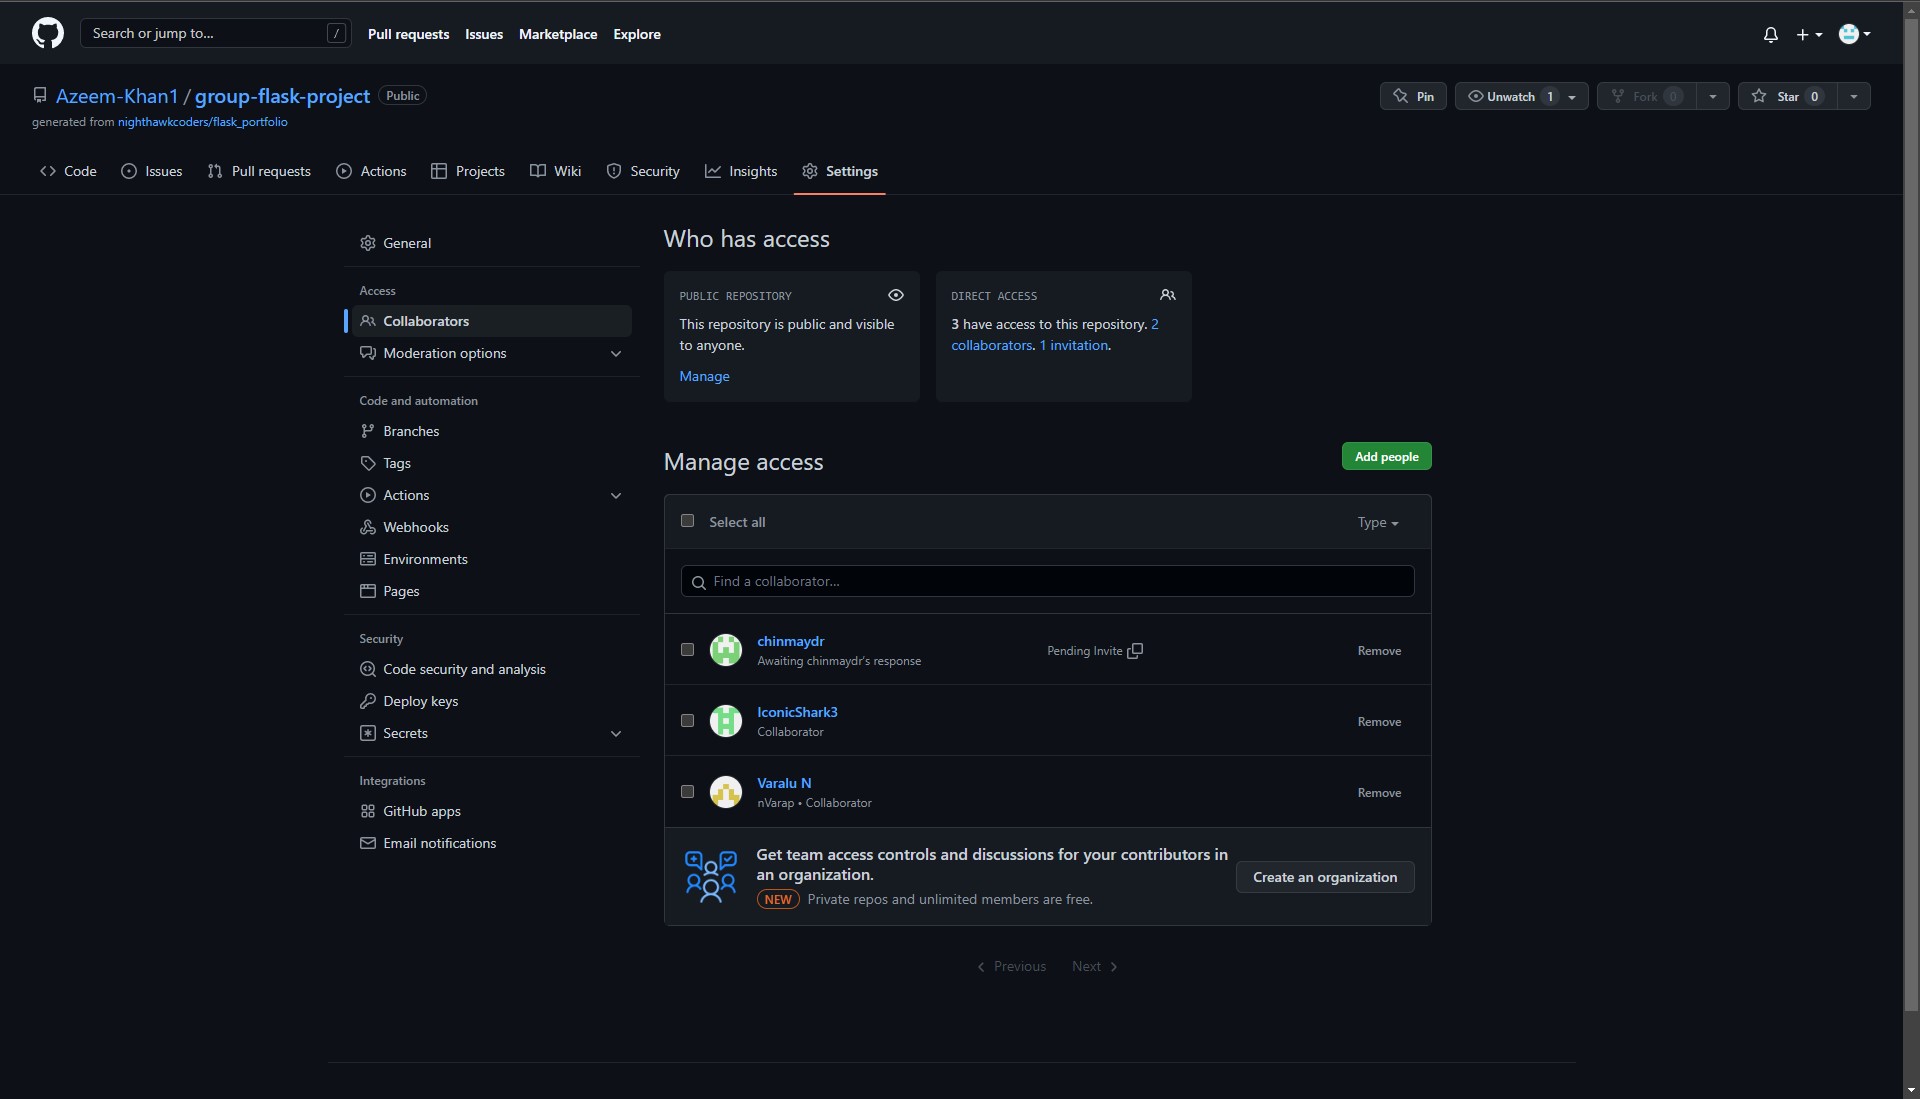 Search or jump to... /
Pull requests
Issues
Marketplace
Explore
Azeem-Khan1 / group-flask-project Public
generated from nighthawkcoders/flask_portfolio
Pin
Unwatch 1
Fork 0
Star 0
Code
Issues
Pull requests
Actions
Projects
Wiki
Security
Insights
Settings
General
Access
Collaborators
Moderation options
Code and automation
Branches
Tags
Actions
Webhooks
Environments
Pages
Security
Code security and analysis
Deploy keys
Secrets
Integrations
GitHub apps
Email notifications
Who has access
PUBLIC REPOSITORY
This repository is public and visible
to anyone.
Manage
DIRECT ACCESS
3 have access to this repository. 2
collaborators. 1 invitation.
Manage access
Add people
Select all
Type
Find a collaborator...
chinmaydr
Awaiting chinmaydr's response
Pending Invite
Remove
IconicShark3
Collaborator
Remove
Varalu N
nVarap • Collaborator
Remove
Get team access controls and discussions for your contributors in
an organization.
NEW Private repos and unlimited members are free.
Create an organization
Previous
Next